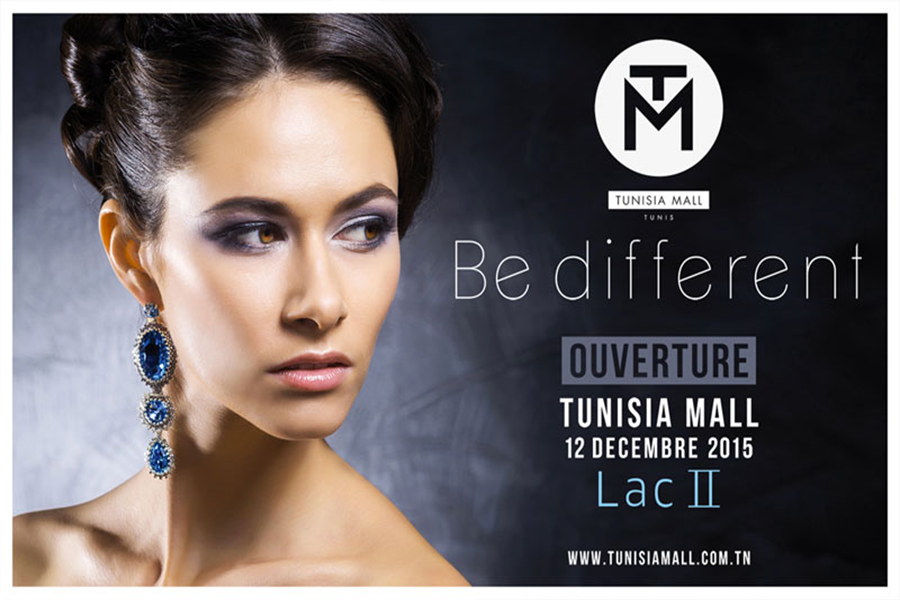 TM
TUNISIA MALL
TUNIS
Be different
OUVERTURE
TUNISIA MALL
12 DECEMBRE 2015
Lac II
WWW.TUNISIAMALL.COM.TN